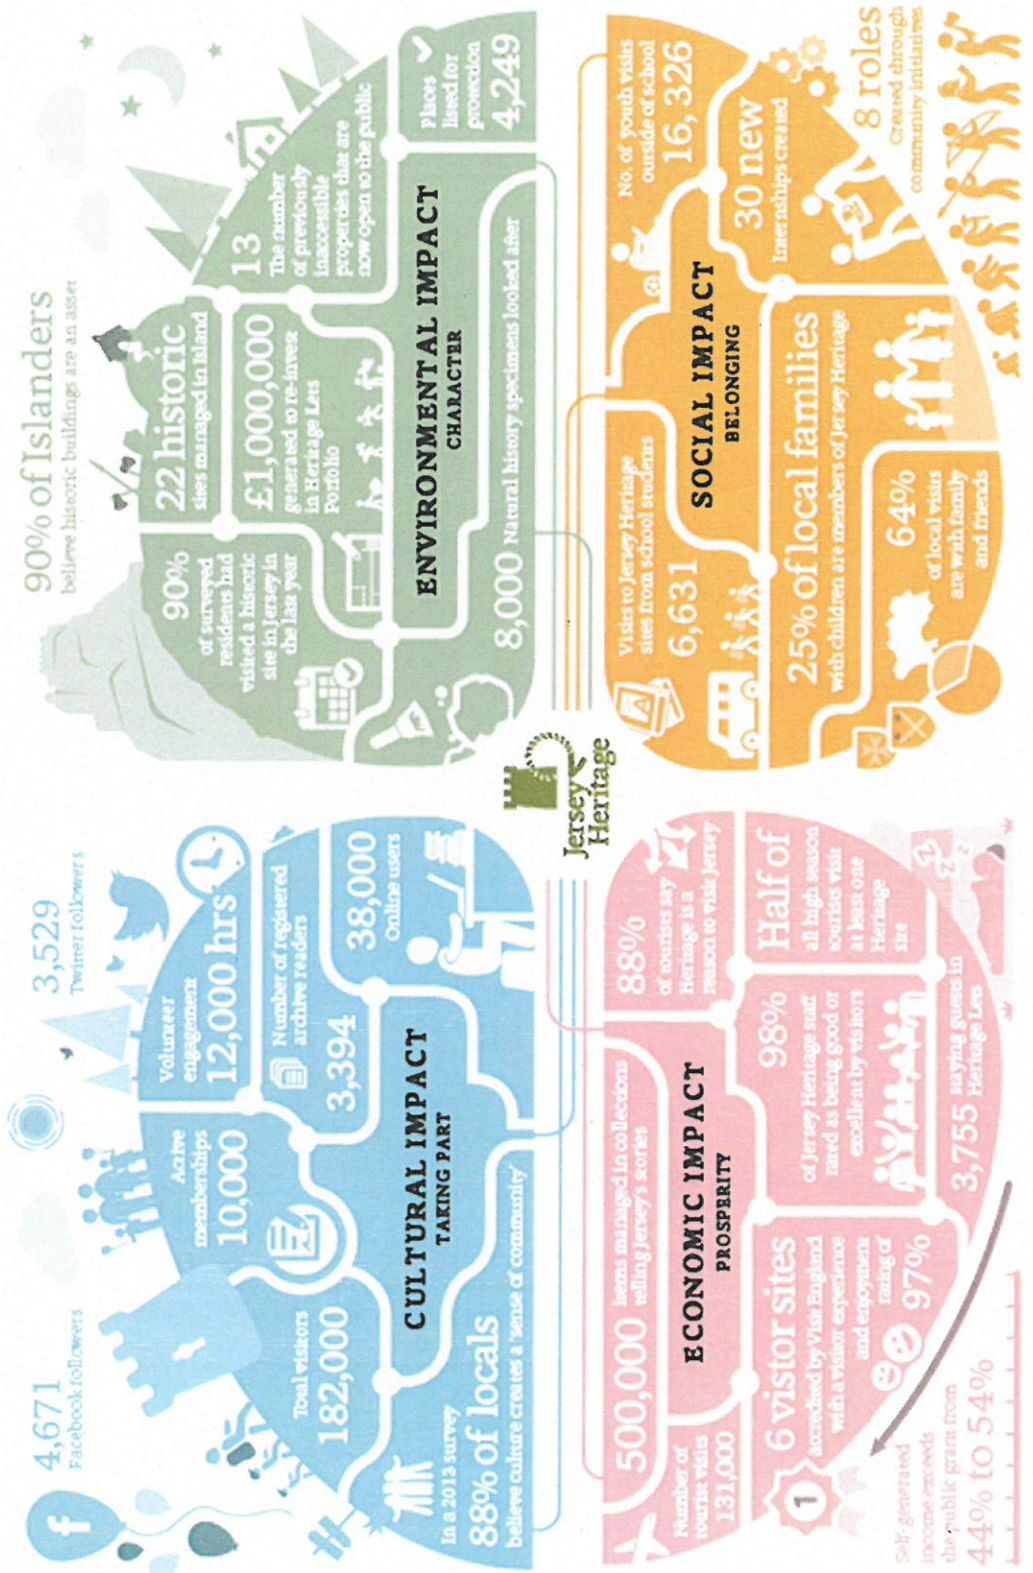 4,671
Facebook followers
3,529
Twitter followers
Total visitors
182,000
Active
memberships
10,000
Volunteer
engagement
12,000 hrs
Number of registered
archive readers
3,394
38,000
Online users
CULTURAL IMPACT
TAKING PART
In a 2013 survey
88% of locals
believe culture creates a 'sense of community'
90% of Islanders
believe hisotric buildings are an asset
90%
of surveyed
residents had
visited a historic
site in Jersey in
the last year
22 historic
sites managed in Island
£1,000,000
generated to re-invest
in Heritage Lets
Portfolio
13
The number
of previously
inaccessible
properties that are
now open to the public
Places
listed for
protection
4,249
ENVIRONMENTAL IMPACT
CHARACTER
8,000 Natural history specimens looked after
Jersey
Heritage
500,000 items managed in collections
telling Jersey's stories
88%
of tourists say
Heritage is a
reason to visit Jersey
Number of
tourist visits
131,000
ECONOMIC IMPACT
PROSPERITY
98%
of Jersey Heritage staff
rated as being good or
excellent by visitors
Half of
all high season
tourists visit
at least one
Heritage
site
1
6 vistor sites
accredited by Visit England
with a visitor experience
and enjoyment
rating of
97%
3,755 staying guests in
Heritage Lets
Self-generated
income exceeds
the public grant from
44% to 54%
Visits to Jersey Heritage
sites from school students
6,631
No. of youth visits
outside of school
16,326
SOCIAL IMPACT
BELONGING
30 new
Internships created
25% of local families
with children are members of Jersey Heritage
64%
of local visits
are with family
and friends
8 roles
Created through
community initiatives